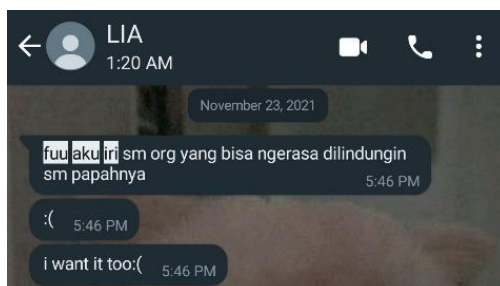 LIA
1:20 AM
November 23, 2021
fuu aku iri sm org yang bisa ngerasa dilindungin
sm papahnya
5:46 PM
:( 5:46 PM
i want it too:( 5:46 PM